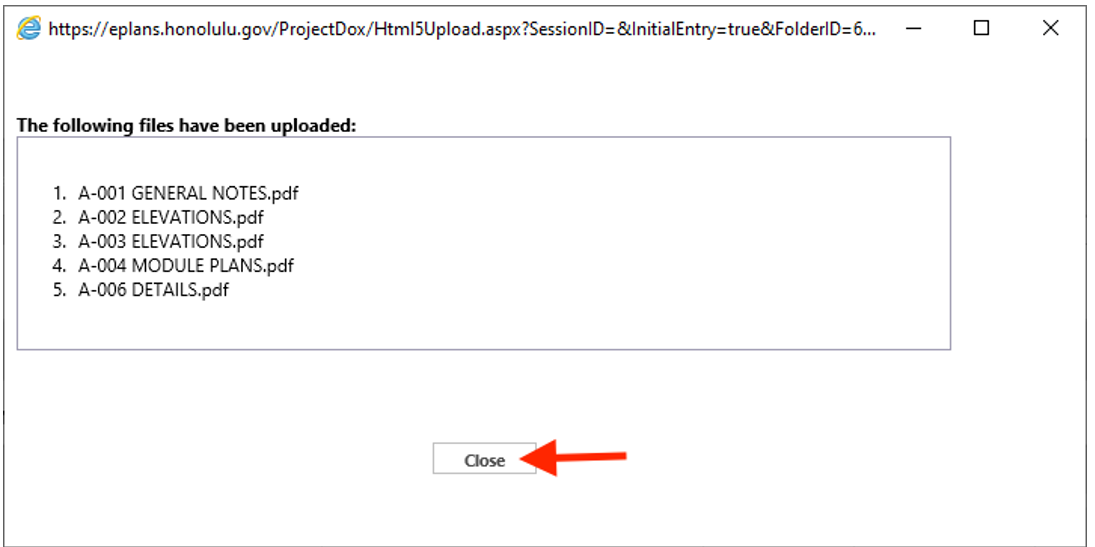 https://eplans.honolulu.gov/ProjectDox/Html5Upload.aspx?SessionID=&InitialEntry=true&FolderID=6...
The following files have been uploaded:
1. A-001 GENERAL NOTES.pdf
2. A-002 ELEVATIONS.pdf
3. A-003 ELEVATIONS.pdf
4. A-004 MODULE PLANS.pdf
5. A-006 DETAILS.pdf
Close